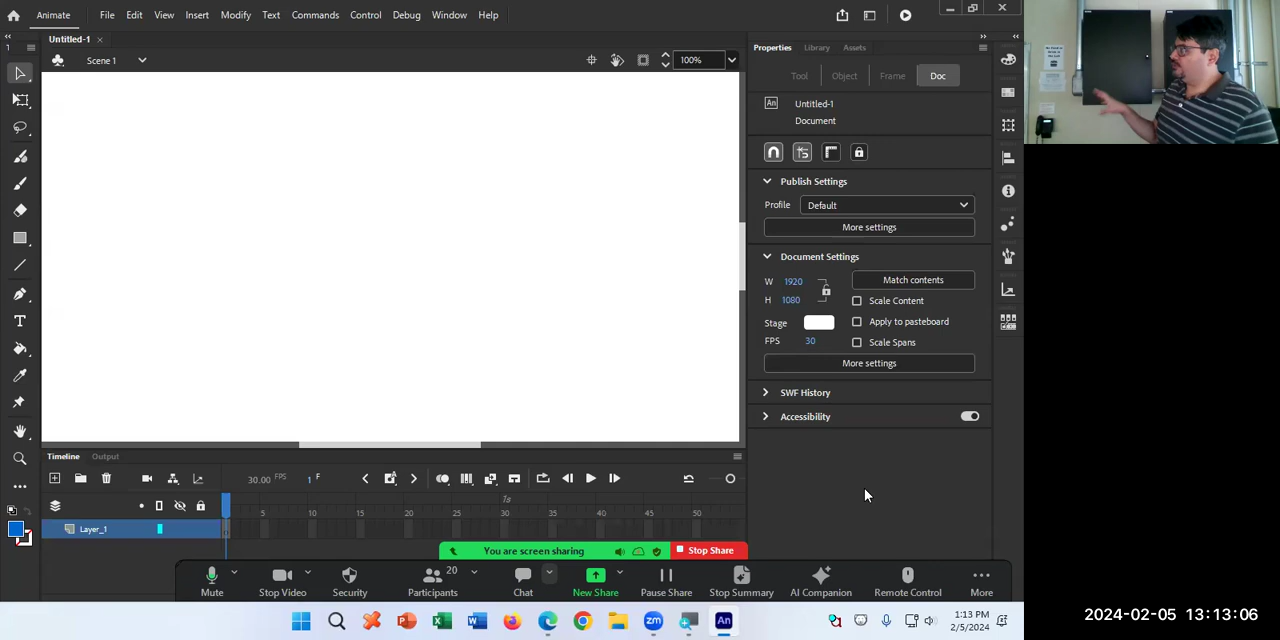 Animate File Edit View Insert Modify Text Commands Control Debug Window Help
Untitled-1
Scene 1 100%
Properties Library Assets
Tool Object Frame Doc
An Untitled-1
Document
Publish Settings
Profile Default
More settings
Document Settings
W 1920 Match contents
H 1080 Scale Content
Stage Apply to pasteboard
FPS 30 Scale Spans
More settings
SWF History
Accessibility
Timeline Output
30.00 FPS 1 F
1s
5 10 15 20 25 30 35 40 45 50
Layer_1
You are screen sharing Stop Share
20
Mute Stop Video Security Participants Chat New Share Pause Share Stop Summary AI Companion Remote Control More
zm An
1:13 PM
2/5/2024
2024-02-05 13:13:06